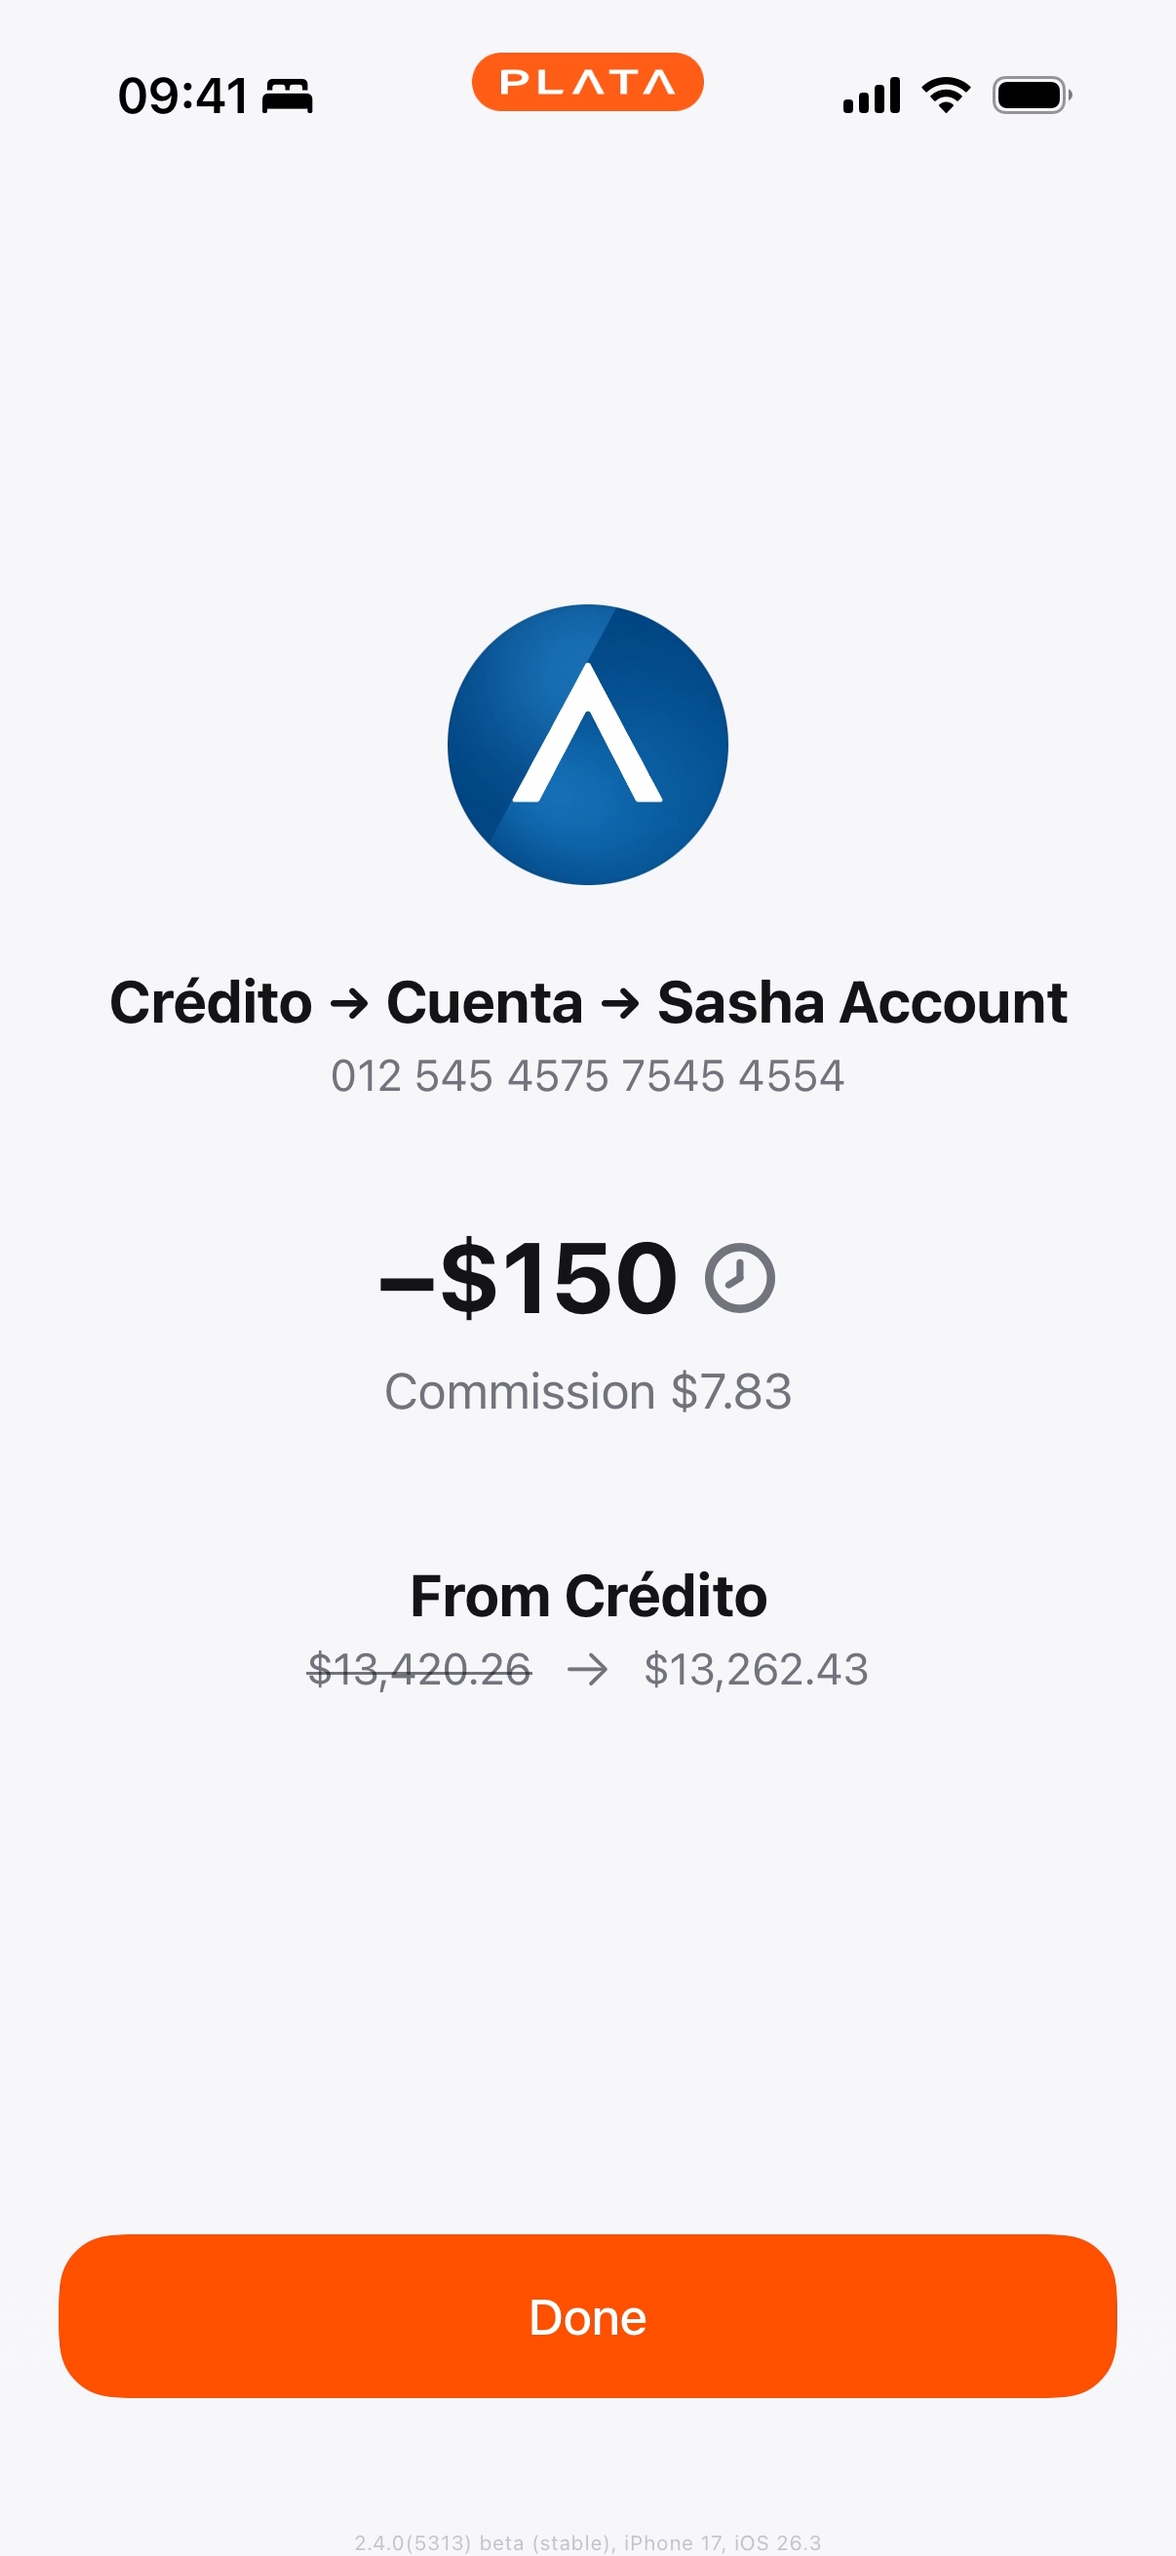 09:41
PLATA
Crédito → Cuenta → Sasha Account
012 545 4575 7545 4554
–$150
Commission $7.83
From Crédito
$13,420.26 → $13,262.43
Done
2.4.0(5313) beta (stable), iPhone 17, iOS 26.3